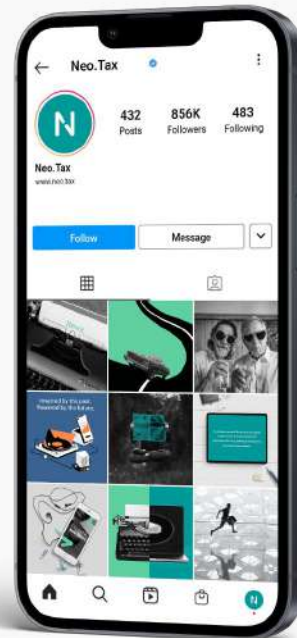 Neo.Tax
N
432 856K 483
Posts Followers Following
Neo.Tax
www.neo.tax
Follow Message
Inspired by the past.
Powered by the future.
N